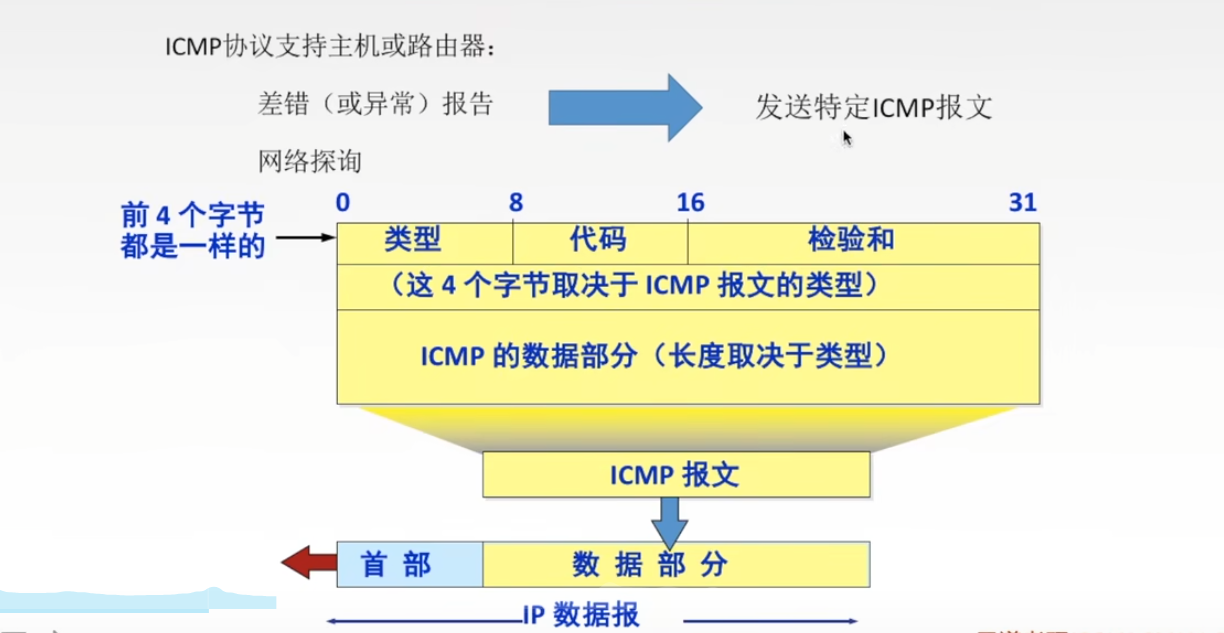 ICMP协议支持主机或路由器：
差错（或异常）报告
发送特定ICMP报文
网络探询
前 4 个字节
都是一样的
0 8 16 31
类型 代码 检验和
（这 4 个字节取决于 ICMP 报文的类型）
ICMP 的数据部分（长度取决于类型）
ICMP 报文
首 部 数 据 部 分
IP 数据报